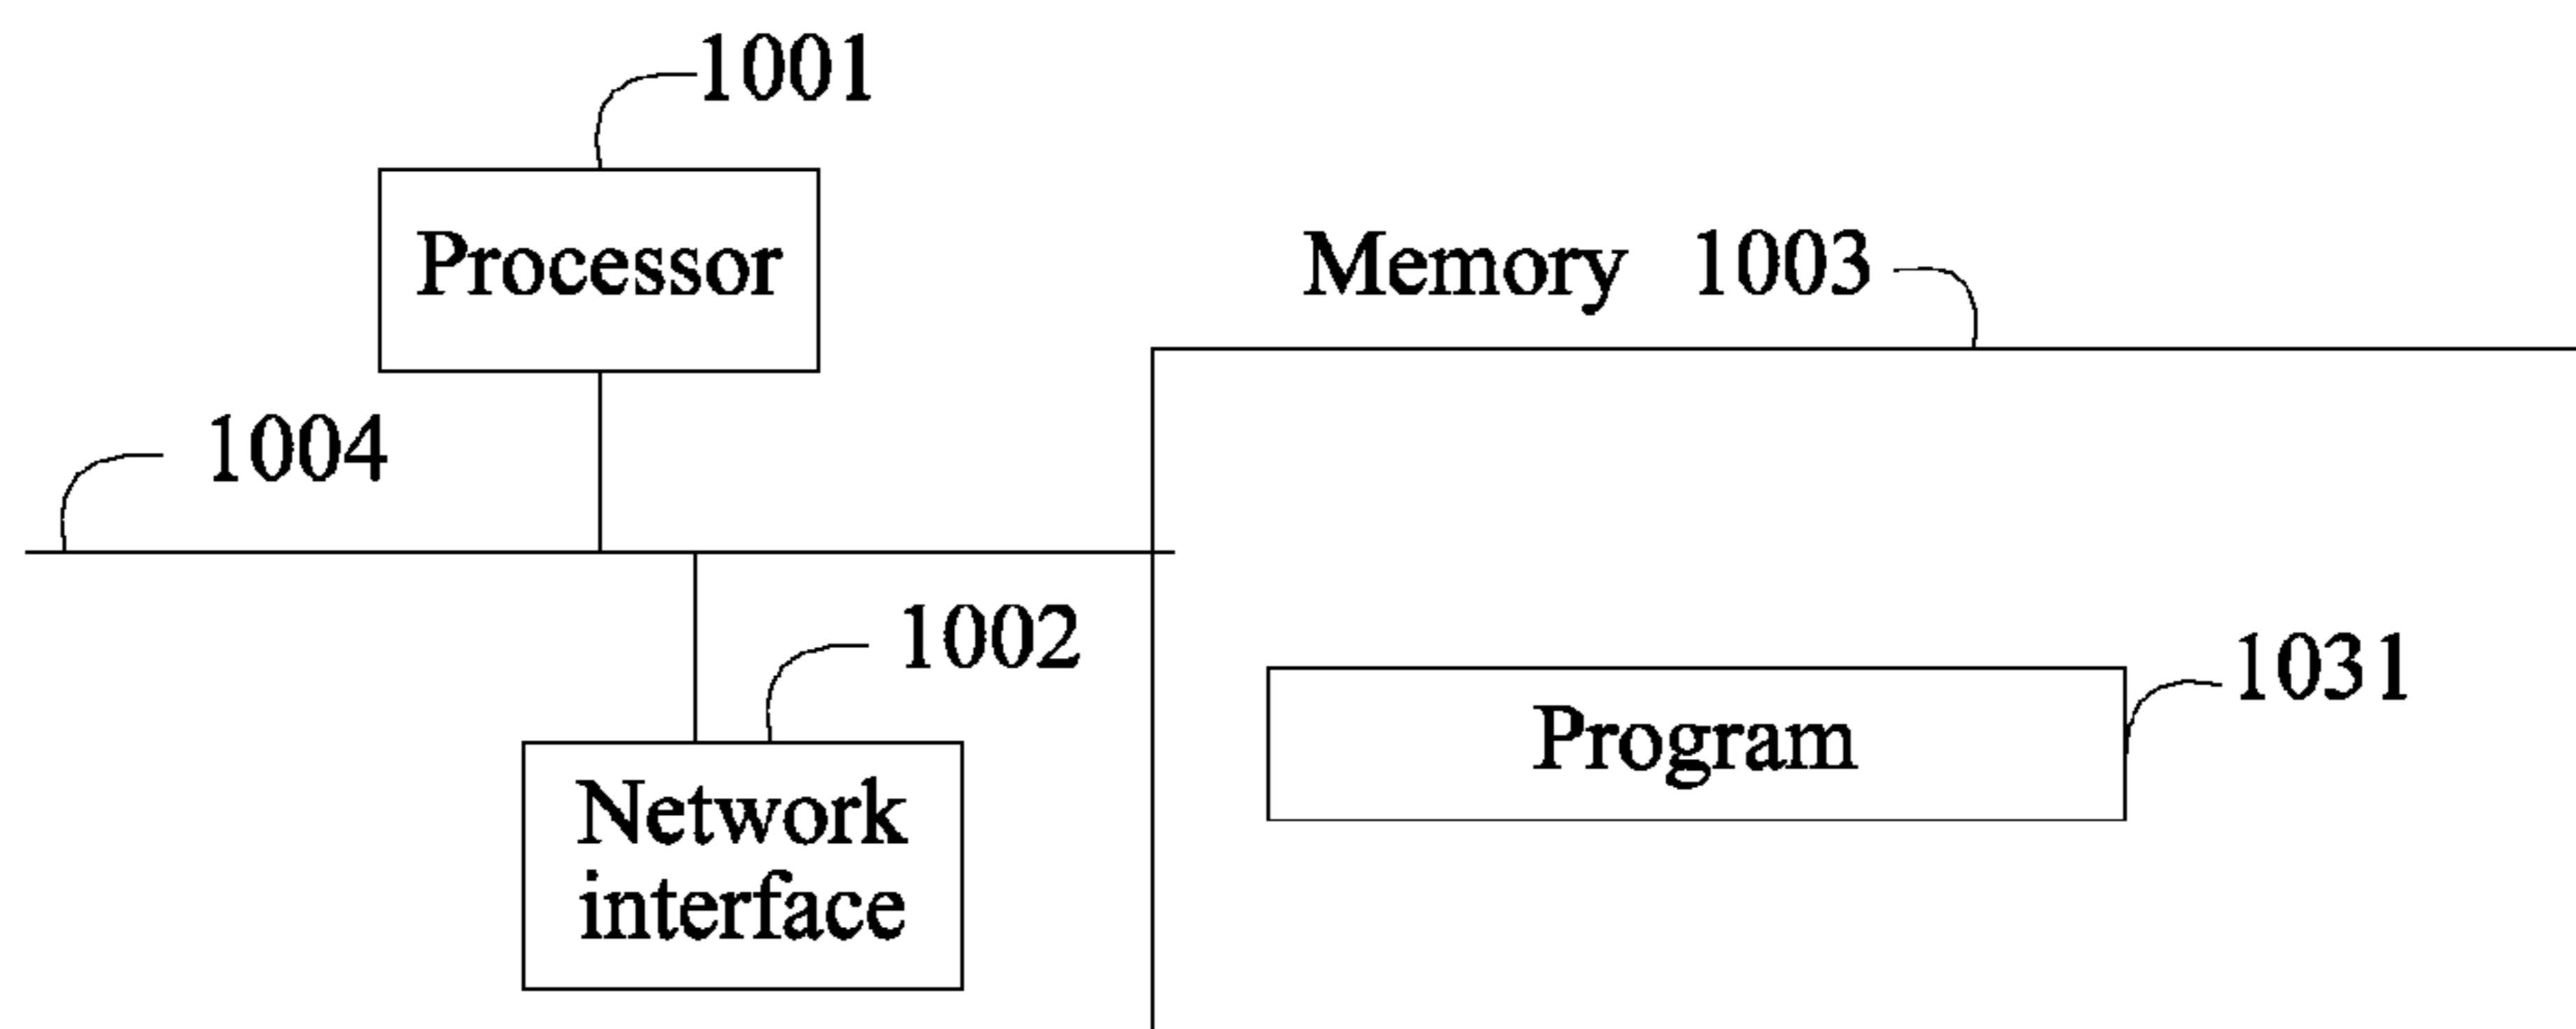 1001
Processor
Memory 1003
1004
1002
1031
Program
Network
interface